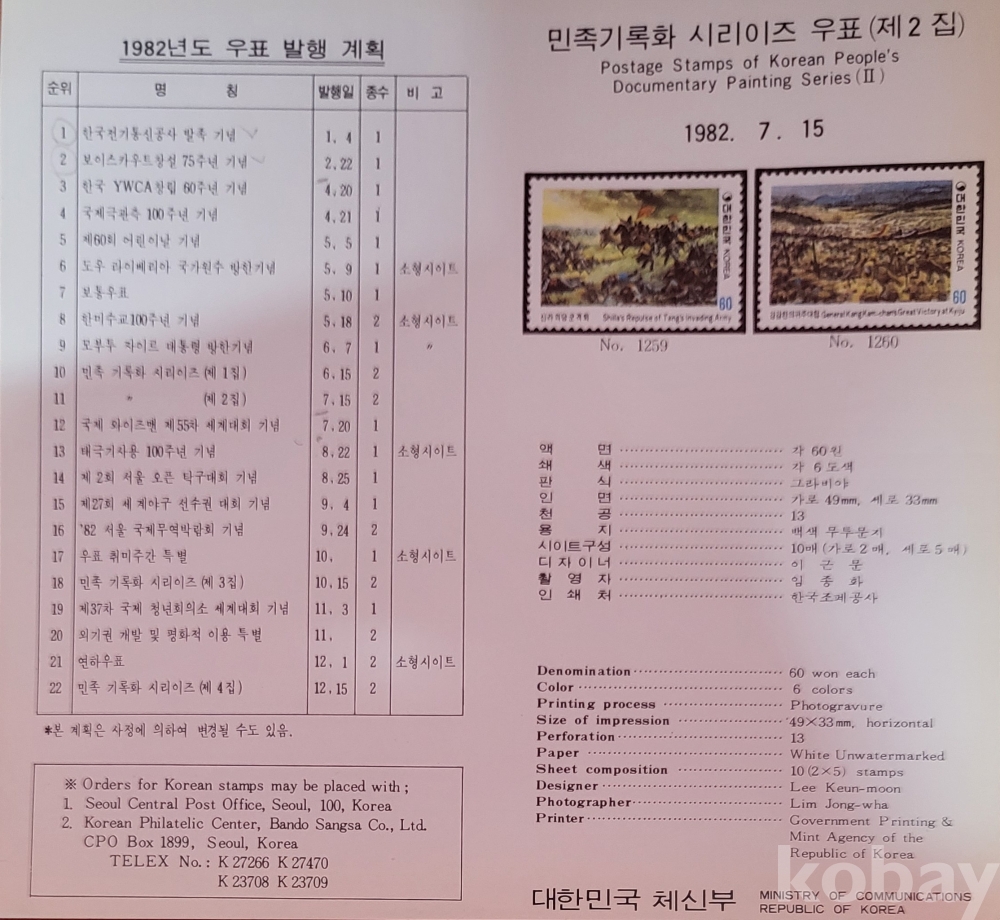 1982년도 우표 발행 계획
순위 명 칭 발행일 종수 비 고
1 한국전기통신공사 발족 기념 1. 4 1
2 보이스카우트창설 75주년 기념 2.22 1
3 한국 YWCA창립 60주년 기념 4.20 1
4 국제극관측 100주년 기념 4.21 1
5 제60회 어린이날 기념 5. 5 1
6 도우 라이베리아 국가원수 방한기념 5. 9 1 소형시이트
7 보통우표 5.10 1
8 한미수교100주년 기념 5.18 2 소형시이트
9 모부투 자이르 대통령 방한기념 6. 7 1 〃
10 민족 기록화 시리이즈 (제 1집) 6.15 2
11 〃 (제 2집) 7.15 2
12 국제 와이즈맨 제55차 세계대회 기념 7.20 1
13 태극기사용 100주년 기념 8.22 1 소형시이트
14 제 2회 서울 오픈 탁구대회 기념 8.25 1
15 제27회 세계야구 선수권 대회 기념 9. 4 1
16 '82 서울 국제무역박람회 기념 9.24 2
17 우표 취미주간 특별 10. 1 소형시이트
18 민족 기록화 시리이즈 (제 3집) 10.15 2
19 제37차 국제 청년회의소 세계대회 기념 11. 3 1
20 외기권 개발 및 평화적 이용 특별 11. 2
21 연하우표 12. 1 2 소형시이트
22 민족 기록화 시리이즈 (제 4집) 12.15 2
*본 계획은 사정에 의하여 변경될 수도 있음.
※ Orders for Korean stamps may be placed with ;
1. Seoul Central Post Office, Seoul, 100, Korea
2. Korean Philatelic Center, Bando Sangsa Co., Ltd.
CPO Box 1899, Seoul, Korea
TELEX No.: K 27266 K 27470
K 23708 K 23709
민족기록화 시리이즈 우표 (제 2 집)
Postage Stamps of Korean People's
Documentary Painting Series (II)
1982. 7. 15
대한민국 KOREA
60
신라의당군격퇴 Shilla's Repulse of Tang's Invading Army
No. 1259
대한민국 KOREA
60
General Kang Kam-chan's Great Victory at Kyiju
No. 1260
액 면 ········ 각 60원
쇄 색 ········ 각 6도색
판 식 ········ 그라비아
인 면 ········ 가로 49mm, 세로 33mm
천 공 ········ 13
용 지 ········ 백색 무투문지
시이트구성 ········ 10매 (가로 2 매, 세로 5 매)
디 자 이 너 ········ 이 근 문
촬 영 자 ········ 임 종 화
인 쇄 처 ········ 한국조폐공사
Denomination ········ 60 won each
Color ········ 6 colors
Printing process ········ Photogravure
Size of impression ········ 49×33mm, horizontal
Perforation ········ 13
Paper ········ White Unwatermarked
Sheet composition ········ 10 (2×5) stamps
Designer ········ Lee Keun-moon
Photographer ········ Lim Jong-wha
Printer ········ Government Printing &
Mint Agency of the
Republic of Korea
대한민국 체신부 MINISTRY OF COMMUNICATIONS
REPUBLIC OF KOREA
kobay